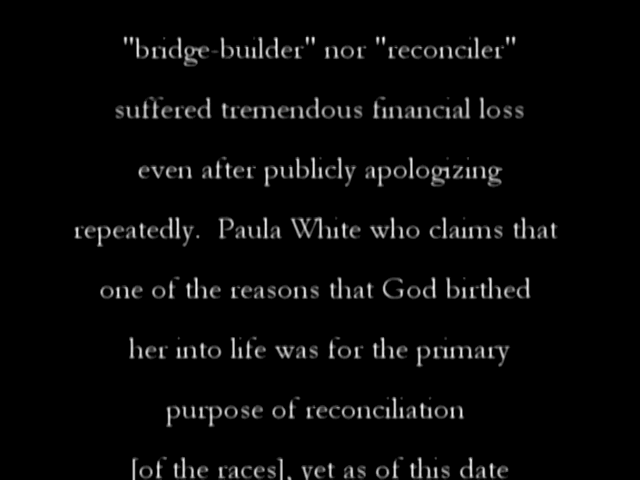 "bridge-builder" nor "reconciler"
suffered tremendous financial loss
even after publicly apologizing
repeatedly.  Paula White who claims that
one of the reasons that God birthed
her into life was for the primary
purpose of reconciliation
[of the races], yet as of this date